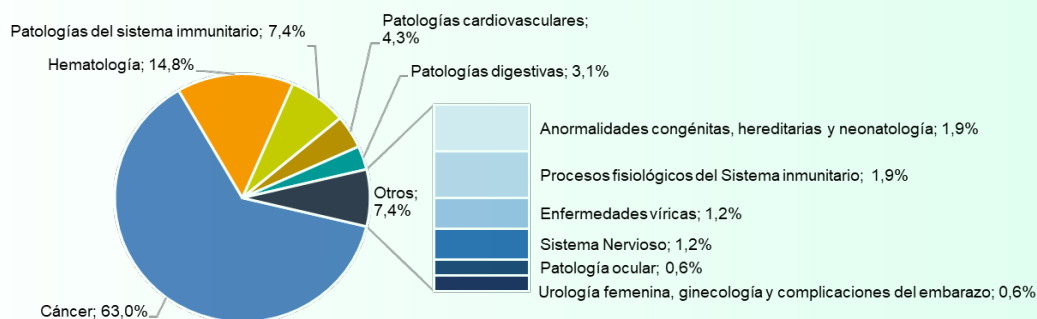 Patologías del sistema immunitario; 7,4%
Hematología; 14,8%
Patologías cardiovasculares;
4,3%
Patologías digestivas; 3,1%
Otros;
7,4%
Cáncer; 63,0%
Anormalidades congénitas, hereditarias y neonatología; 1,9%
Procesos fisiológicos del Sistema inmunitario; 1,9%
Enfermedades víricas; 1,2%
Sistema Nervioso; 1,2%
Patología ocular; 0,6%
Urología femenina, ginecología y complicaciones del embarazo; 0,6%